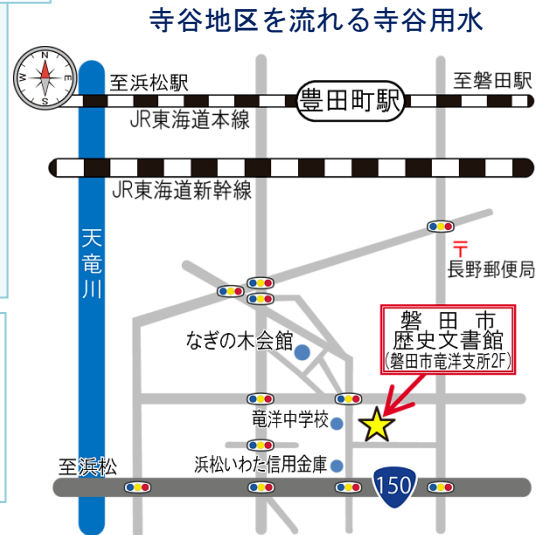 寺谷地区を流れる寺谷用水
N
W
E
S
至浜松駅
豊田町駅
至磐田駅
JR東海道本線
JR東海道新幹線
天竜川
〒
長野郵便局
磐田市
歴史文書館
(磐田市竜洋支所2F)
なぎの木会館
竜洋中学校
至浜松
浜松いわた信用金庫
150